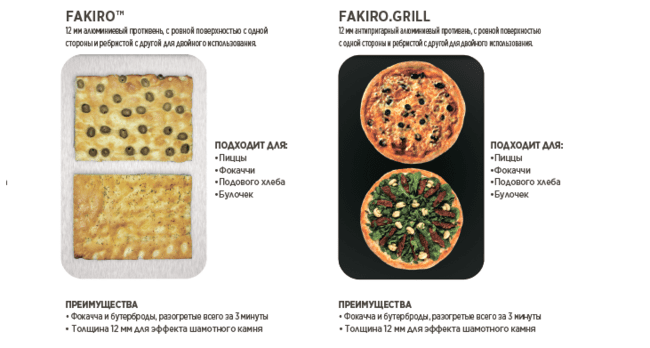 FAKIRO™
12 мм алюминиевый противень, с ровной поверхностью с одной
стороны и ребристой с другой для двойного использования.
ПОДХОДИТ ДЛЯ:
•Пиццы
•Фокаччи
•Подового хлеба
•Булочек
ПРЕИМУЩЕСТВА
• Фокачча и бутерброды, разогретые всего за 3 минуты
• Толщина 12 мм для эффекта шамотного камня
FAKIRO.GRILL
12 мм антипригарный алюминиевый противень, с ровной поверхностью
с одной стороны и ребристой с другой для двойного использования.
ПОДХОДИТ ДЛЯ:
•Пиццы
•Фокаччи
•Подового хлеба
•Булочек
ПРЕИМУЩЕСТВА
• Фокачча и бутерброды, разогретые всего за 3 минуты
• Толщина 12 мм для эффекта шамотного камня